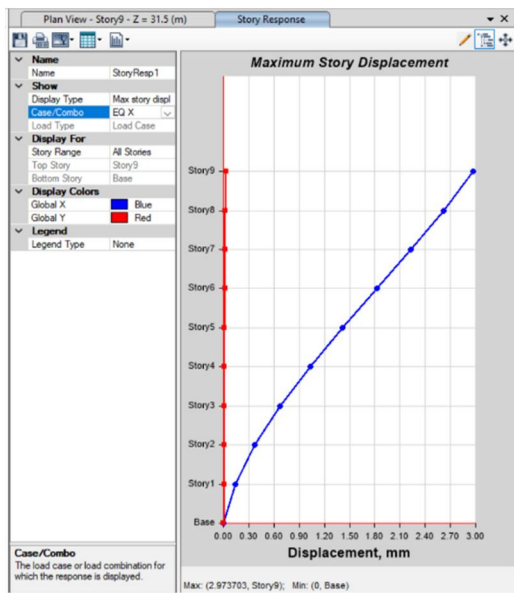 Plan View - Story9 - Z = 31.5 (m)
Story Response
Name
Name StoryResp1
Show
Display Type Max story displ
Case/Combo EQ X
Load Type Load Case
Display For
Story Range All Stories
Top Story Story9
Bottom Story Base
Display Colors
Global X Blue
Global Y Red
Legend
Legend Type None
Case/Combo
The load case or load combination for
which the response is displayed.
Maximum Story Displacement
Story9
Story8
Story7
Story6
Story5
Story4
Story3
Story2
Story1
Base
0.00 0.30 0.60 0.90 1.20 1.50 1.80 2.10 2.40 2.70 3.00
Displacement, mm
Max: (2.973703, Story9); Min: (0, Base)